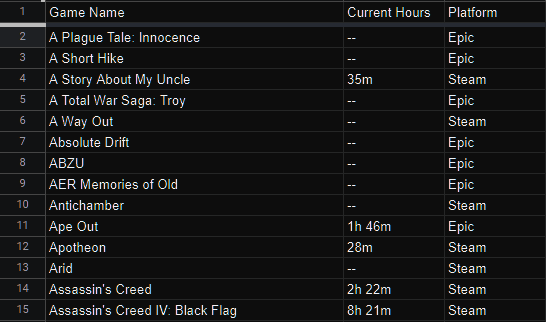 1 Game Name Current Hours Platform
2 A Plague Tale: Innocence -- Epic
3 A Short Hike -- Epic
4 A Story About My Uncle 35m Steam
5 A Total War Saga: Troy -- Epic
6 A Way Out -- Steam
7 Absolute Drift -- Epic
8 ABZU -- Epic
9 AER Memories of Old -- Epic
10 Antichamber -- Steam
11 Ape Out 1h 46m Epic
12 Apotheon 28m Steam
13 Arid -- Steam
14 Assassin's Creed 2h 22m Steam
15 Assassin's Creed IV: Black Flag 8h 21m Steam